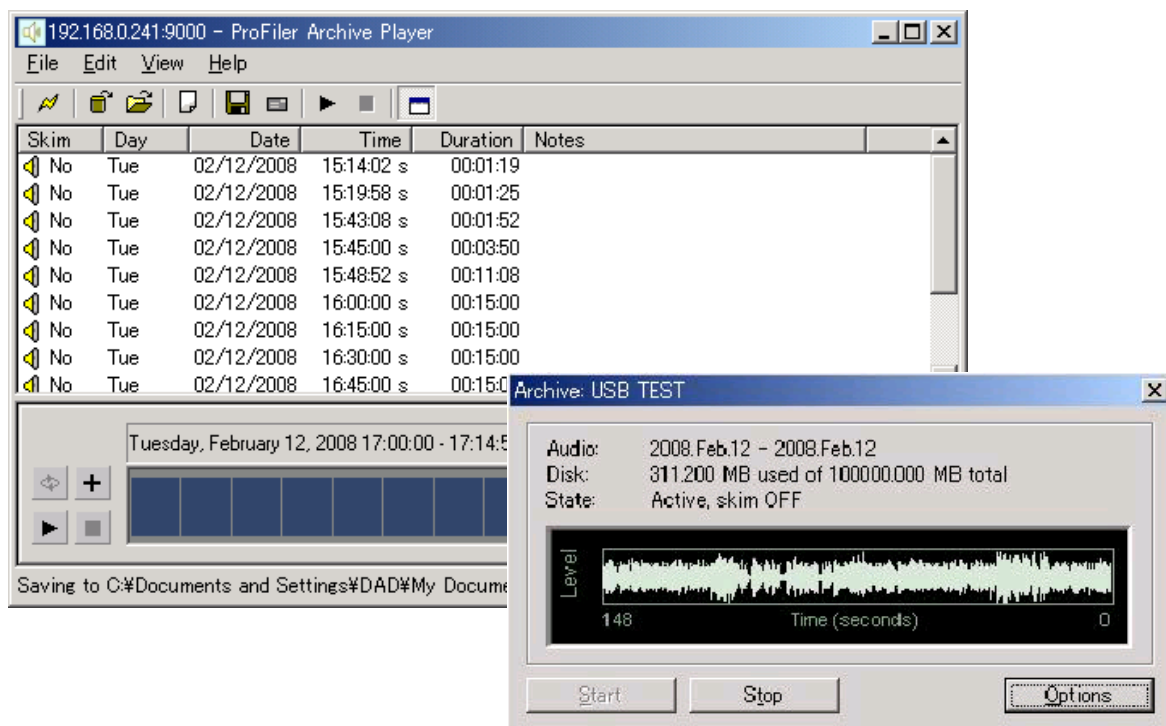 192.168.0.241:9000 - ProFiler Archive Player
File Edit View Help
Skim Day Date Time Duration Notes
No Tue 02/12/2008 15:14:02 s 00:01:19
No Tue 02/12/2008 15:19:58 s 00:01:25
No Tue 02/12/2008 15:43:08 s 00:01:52
No Tue 02/12/2008 15:45:00 s 00:03:50
No Tue 02/12/2008 15:48:52 s 00:11:08
No Tue 02/12/2008 16:00:00 s 00:15:00
No Tue 02/12/2008 16:15:00 s 00:15:00
No Tue 02/12/2008 16:30:00 s 00:15:00
No Tue 02/12/2008 16:45:00 s 00:15:0
Tuesday, February 12, 2008 17:00:00 - 17:14:5
Saving to C:¥Documents and Settings¥DAD¥My Docume
Archive: USB TEST
Audio: 2008.Feb.12 - 2008.Feb.12
Disk: 311.200 MB used of 100000.000 MB total
State: Active, skim OFF
Level
148 Time (seconds) 0
Start Stop Options